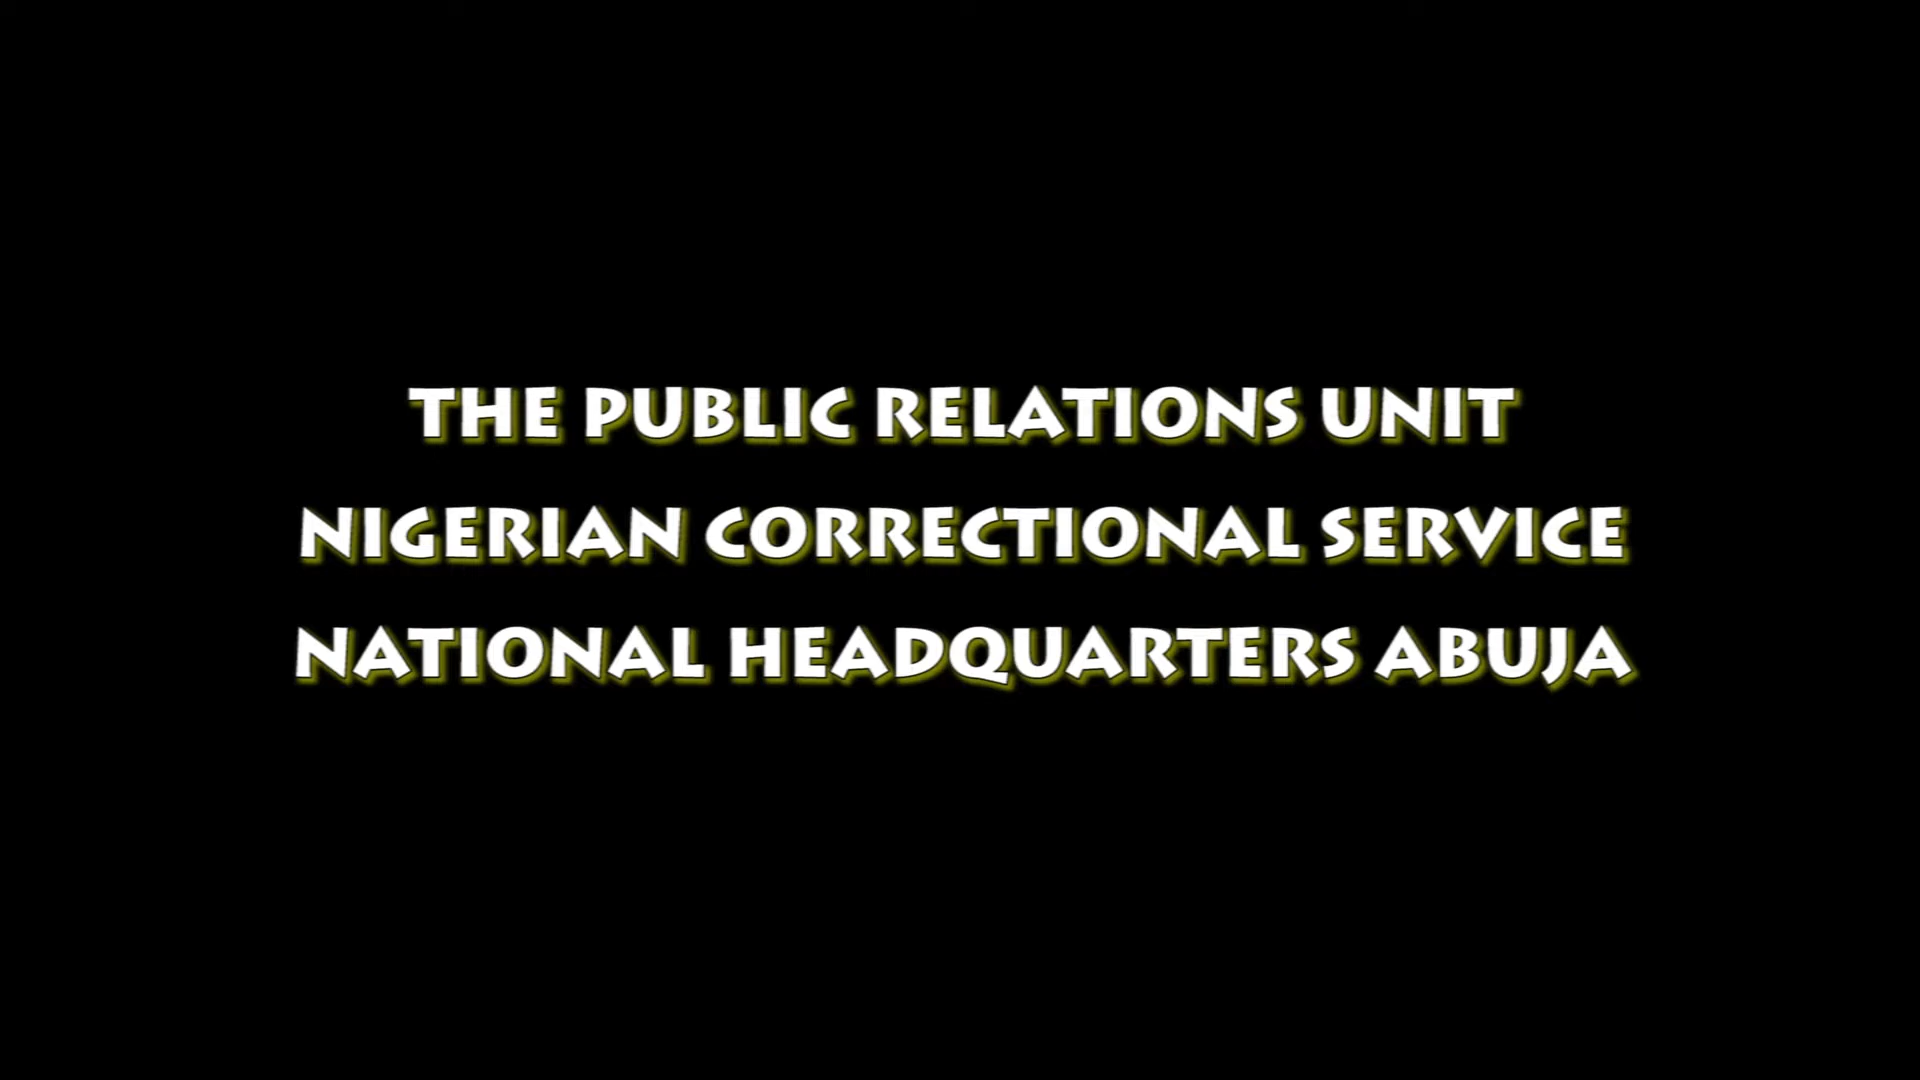 THE PUBLIC RELATIONS UNIT
NIGERIAN CORRECTIONAL SERVICE
NATIONAL HEADQUARTERS ABUJA